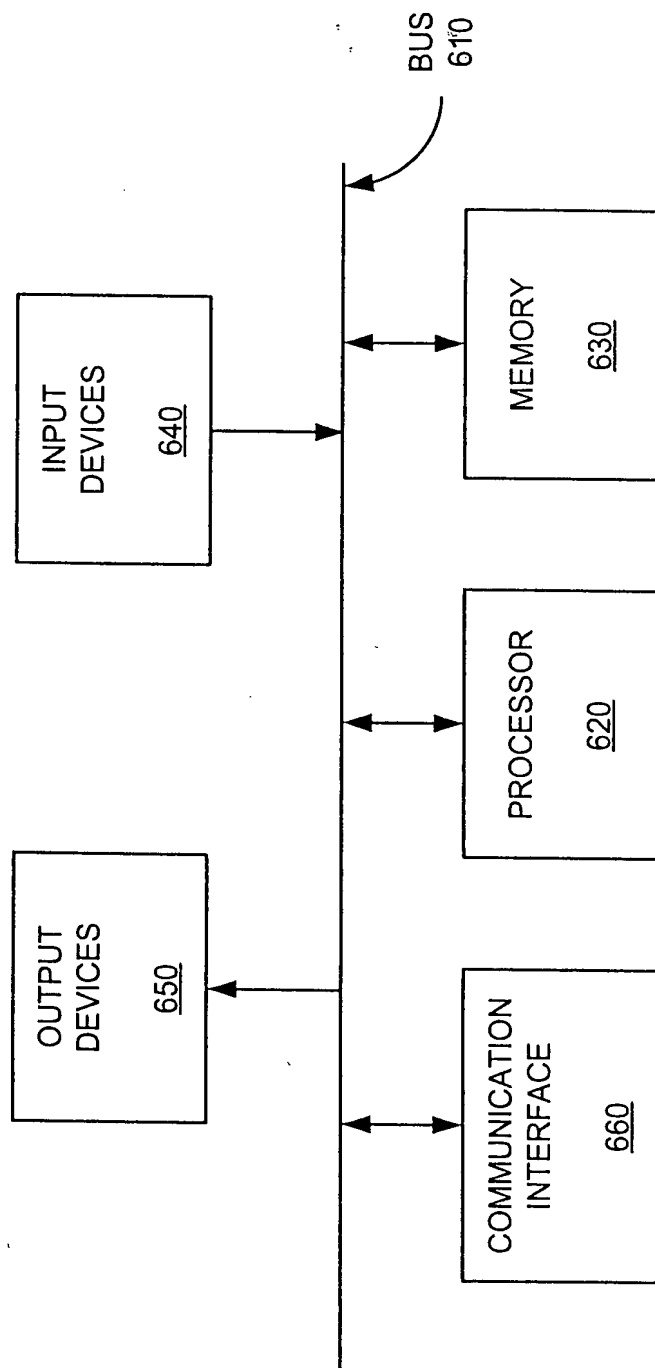 OUTPUT
DEVICES
650
INPUT
DEVICES
640
BUS
610
COMMUNICATION
INTERFACE
660
PROCESSOR
620
MEMORY
630